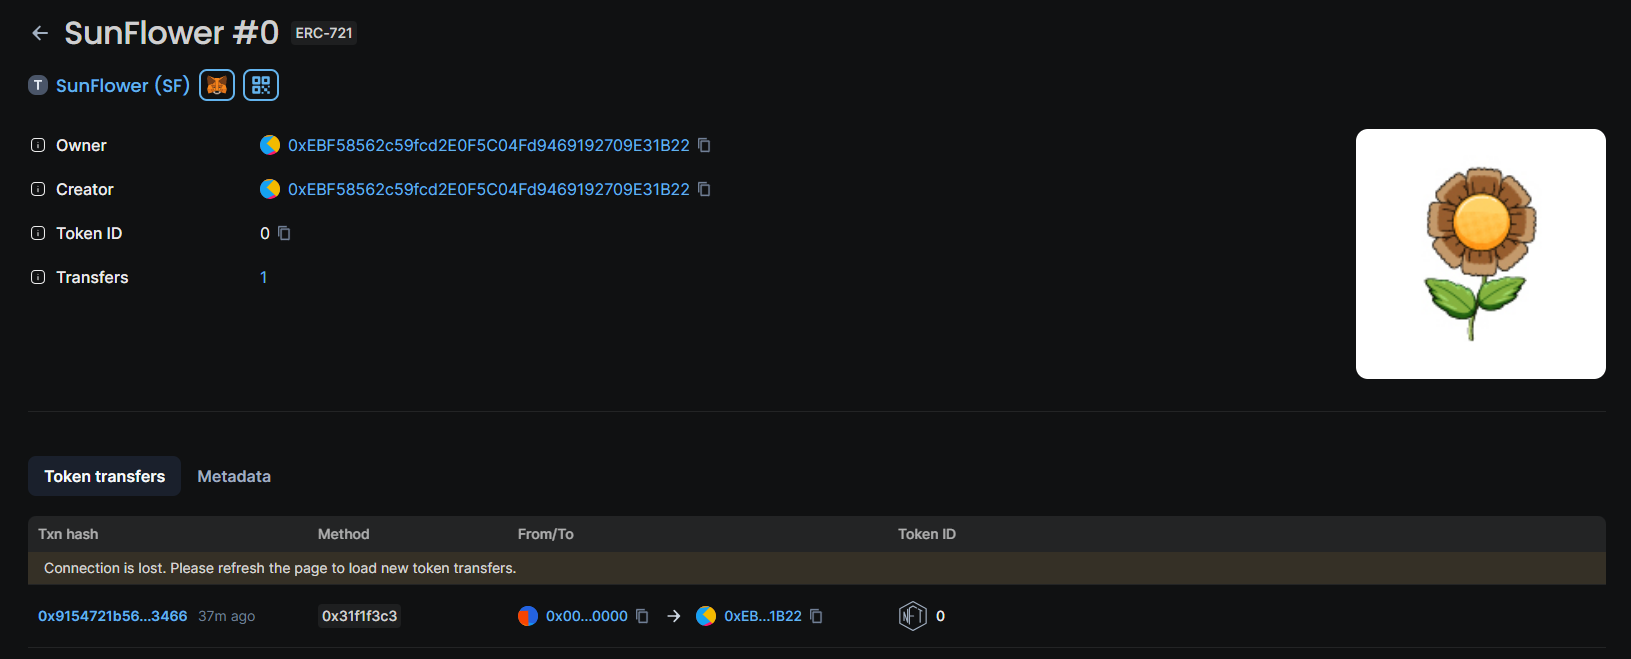 SunFlower #0 ERC-721
T SunFlower (SF)
Owner 0xEBF58562c59fcd2E0F5C04Fd9469192709E31B22
Creator 0xEBF58562c59fcd2E0F5C04Fd9469192709E31B22
Token ID 0
Transfers 1
Token transfers Metadata
Txn hash Method From/To Token ID
Connection is lost. Please refresh the page to load new token transfers.
0x9154721b56...3466 37m ago 0x31f1f3c3 0x00...0000 → 0xEB...1B22 NFT 0